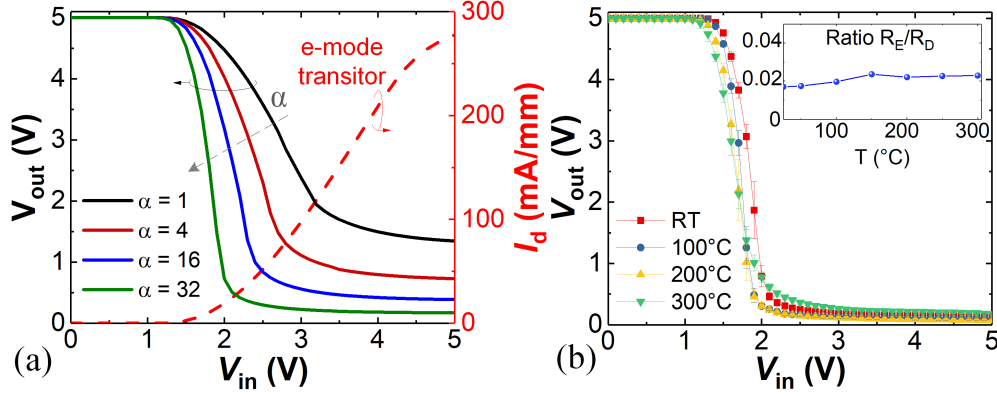 5
4
3
2
1
0
V_out (V)
e-mode
transitor
α
α = 1
α = 4
α = 16
α = 32
300
200
100
0
I_d (mA/mm)
0 1 2 3 4 5
V_in (V)
(a)
5
4
3
2
1
0
V_out (V)
Ratio R_E/R_D
0.04
0.02
0.00
100 200 300
T (°C)
RT
100°C
200°C
300°C
0 1 2 3 4 5
V_in (V)
(b)